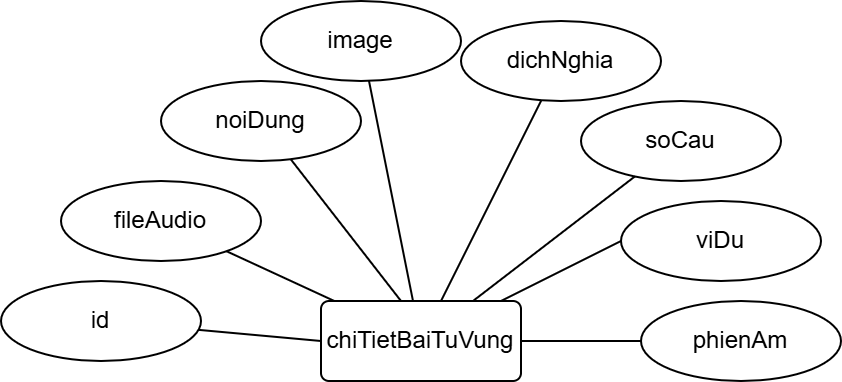 image
dichNghia
noiDung
soCau
fileAudio
viDu
id
chiTietBaiTuVung
phienAm